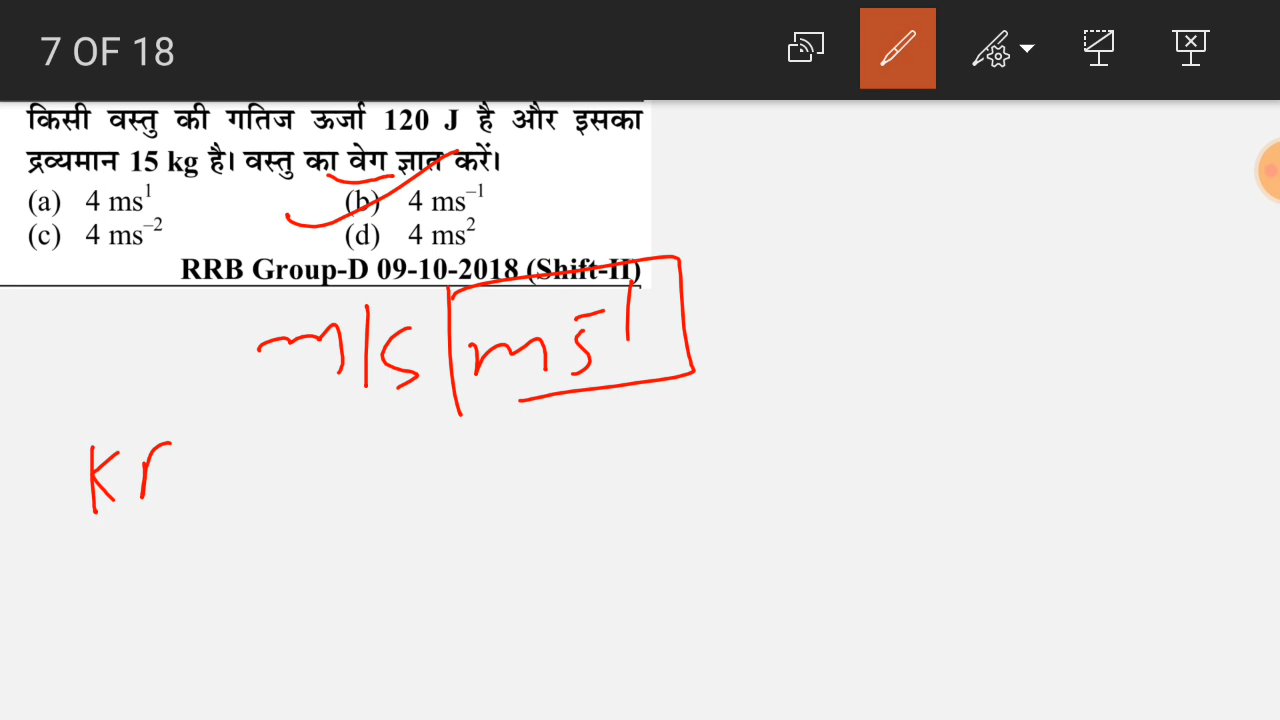 7 OF 18
किसी वस्तु की गतिज ऊर्जा 120 J है और इसका
द्रव्यमान 15 kg है। वस्तु का वेग ज्ञात करें।
(a) 4 ms¹ (b) 4 ms⁻¹
(c) 4 ms⁻² (d) 4 ms²
RRB Group-D 09-10-2018 (Shift-II)
m/s ms⁻¹
K